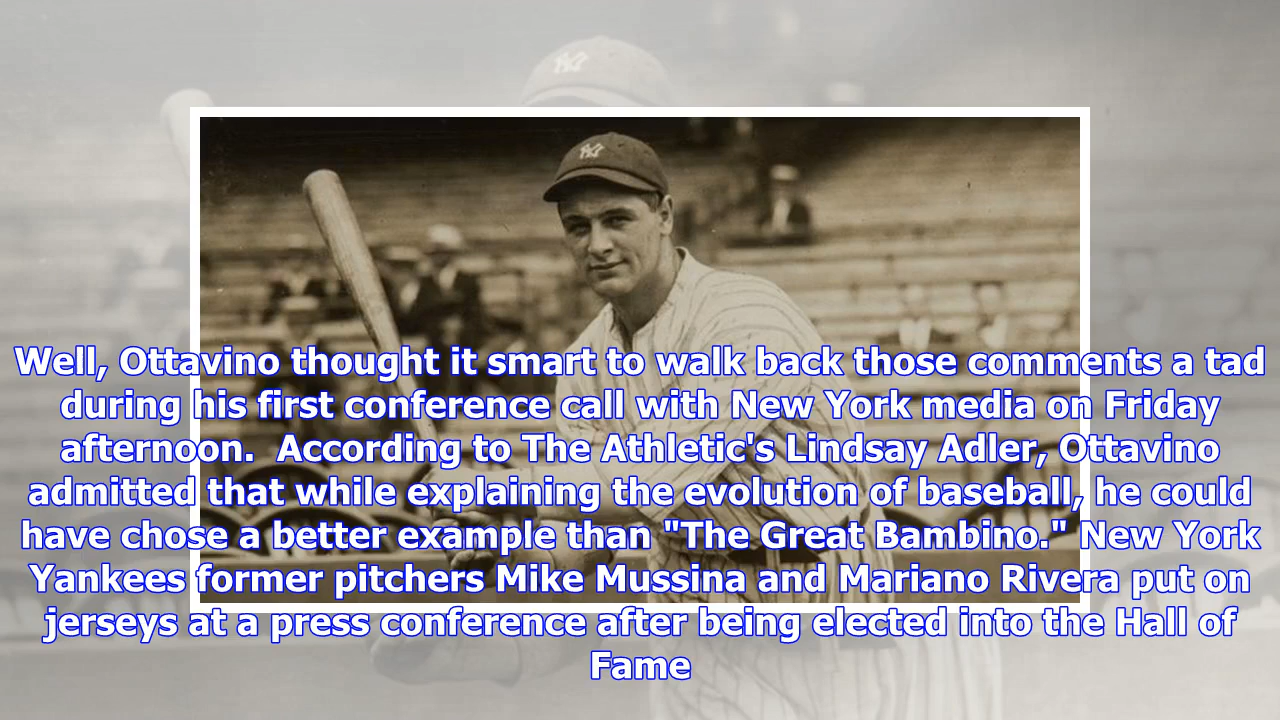 Well, Ottavino thought it smart to walk back those comments a tad
during his first conference call with New York media on Friday
afternoon.  According to The Athletic's Lindsay Adler, Ottavino
admitted that while explaining the evolution of baseball, he could
have chose a better example than "The Great Bambino."  New York
Yankees former pitchers Mike Mussina and Mariano Rivera put on
jerseys at a press conference after being elected into the Hall of
Fame